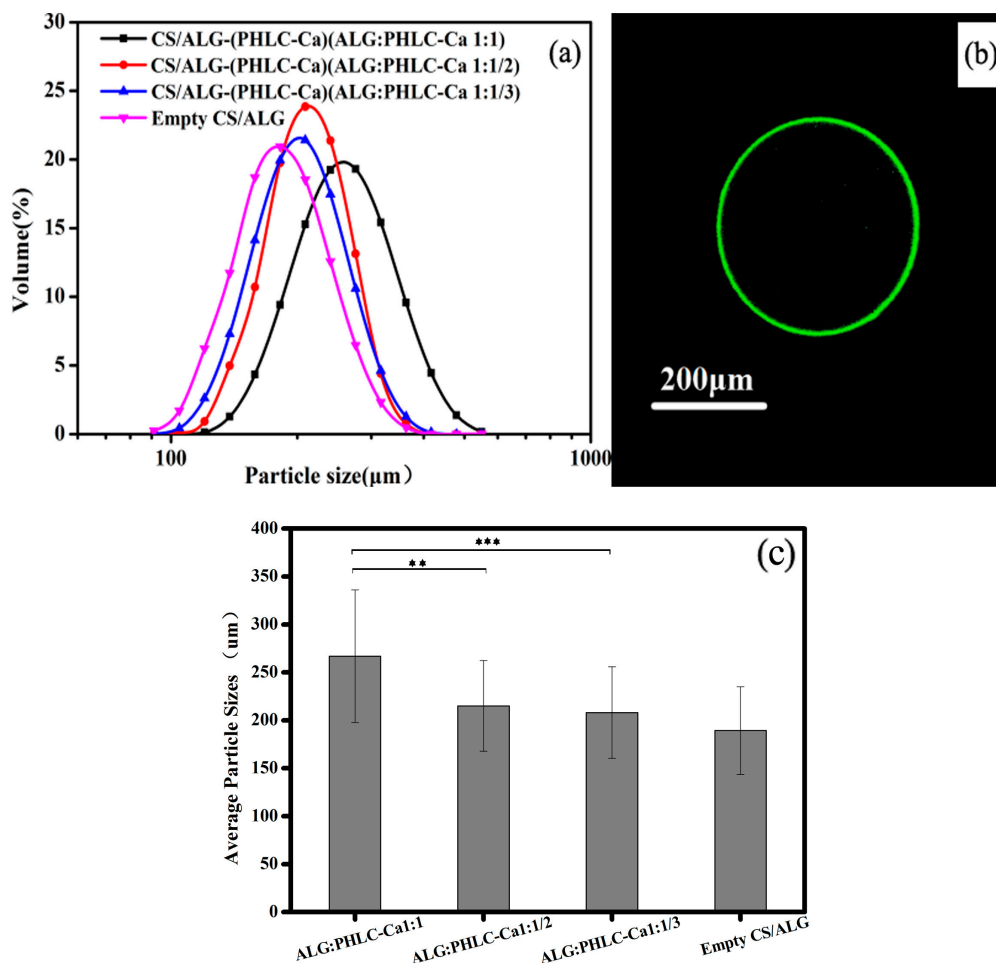 CS/ALG-(PHLC-Ca)(ALG:PHLC-Ca 1:1)
CS/ALG-(PHLC-Ca)(ALG:PHLC-Ca 1:1/2)
CS/ALG-(PHLC-Ca)(ALG:PHLC-Ca 1:1/3)
Empty CS/ALG
(a)
30
25
20
15
10
5
0
Volume(%)
100
1000
Particle size(μm）
(b)
200μm
(c)
400
350
300
250
200
150
100
50
0
Average Particle Sizes （um）
***
**
ALG:PHLC-Ca1:1
ALG:PHLC-Ca1:1/2
ALG:PHLC-Ca1:1/3
Empty CS/ALG